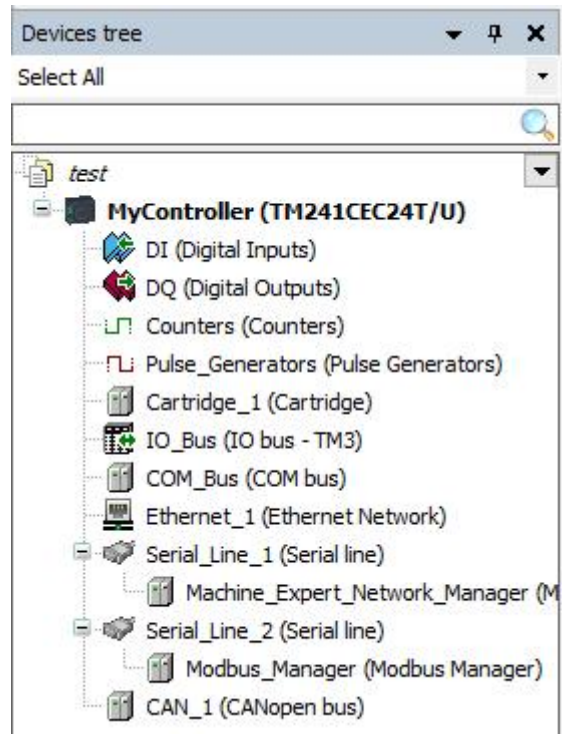 Devices tree
Select All
test
MyController (TM241CEC24T/U)
DI (Digital Inputs)
DQ (Digital Outputs)
Counters (Counters)
Pulse_Generators (Pulse Generators)
Cartridge_1 (Cartridge)
IO_Bus (IO bus - TM3)
COM_Bus (COM bus)
Ethernet_1 (Ethernet Network)
Serial_Line_1 (Serial line)
Machine_Expert_Network_Manager (M
Serial_Line_2 (Serial line)
Modbus_Manager (Modbus Manager)
CAN_1 (CANopen bus)